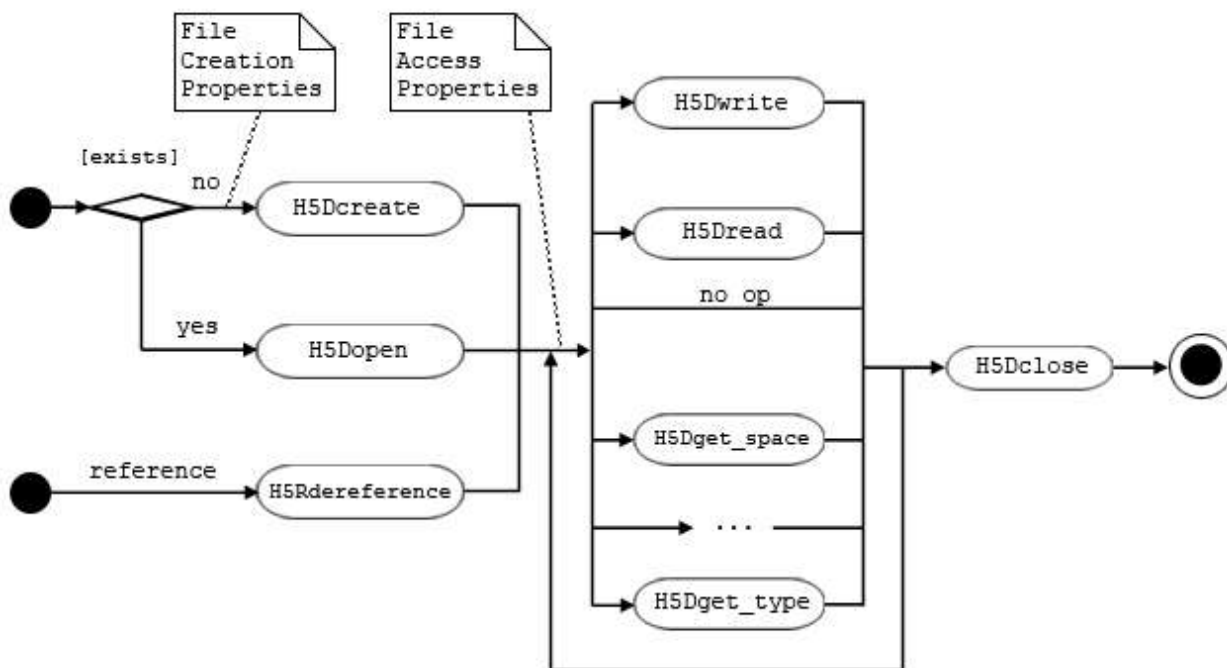 File
Creation
Properties
File
Access
Properties
[exists]
no
H5Dcreate
yes
H5Dopen
reference
H5Rdereference
H5Dwrite
H5Dread
no op
H5Dget_space
...
H5Dget_type
H5Dclose